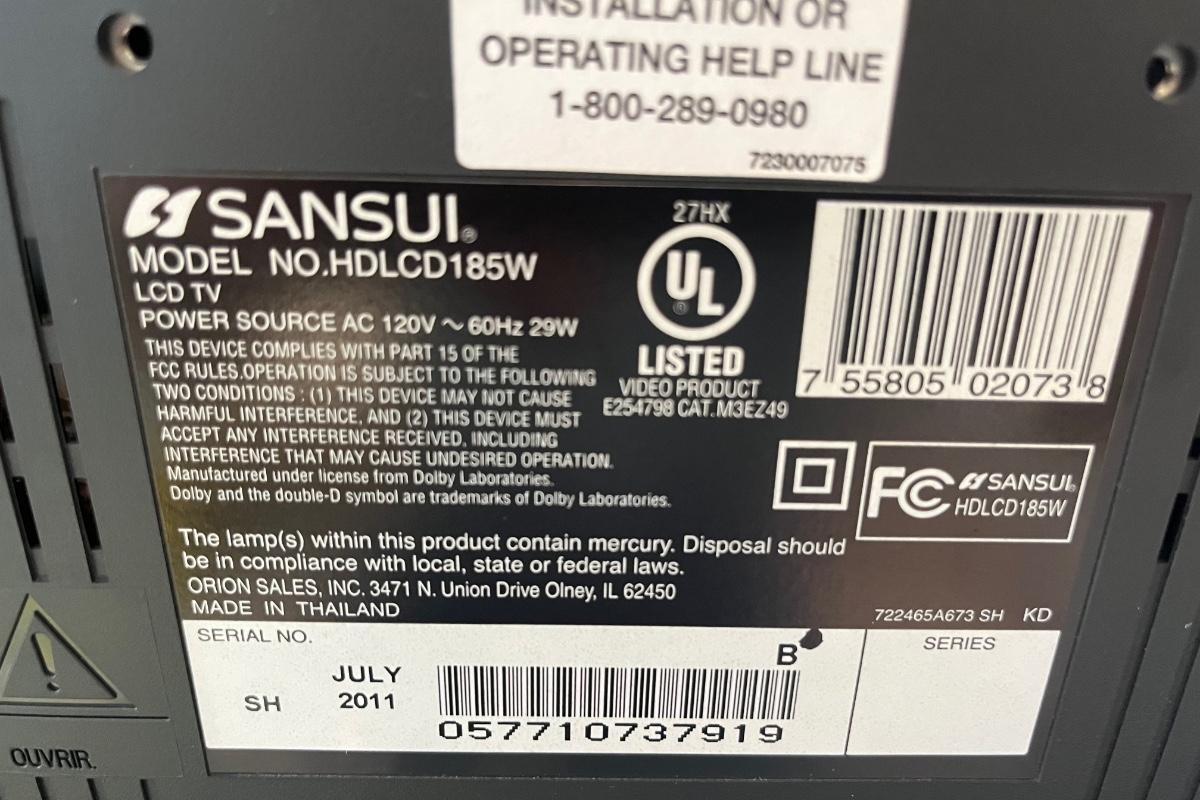 INSTALLATION OR
OPERATING HELP LINE
1-800-289-0980
7230007075
SANSUI®
MODEL NO.HDLCD185W
LCD TV
POWER SOURCE AC 120V ~ 60Hz 29W
THIS DEVICE COMPLIES WITH PART 15 OF THE
FCC RULES.OPERATION IS SUBJECT TO THE FOLLOWING
TWO CONDITIONS : (1) THIS DEVICE MAY NOT CAUSE
HARMFUL INTERFERENCE, AND (2) THIS DEVICE MUST
ACCEPT ANY INTERFERENCE RECEIVED, INCLUDING
INTERFERENCE THAT MAY CAUSE UNDESIRED OPERATION.
Manufactured under license from Dolby Laboratories.
Dolby and the double-D symbol are trademarks of Dolby Laboratories.
27HX
UL ®
LISTED
VIDEO PRODUCT
E254798 CAT.M3EZ49
7 55805 02073 8
FC SANSUI®
HDLCD185W
The lamp(s) within this product contain mercury. Disposal should
be in compliance with local, state or federal laws.
ORION SALES, INC. 3471 N. Union Drive Olney, IL 62450
MADE IN THAILAND
722465A673 SH KD
SERIAL NO.
B
SERIES
JULY
SH 2011
057710737919
OUVRIR.